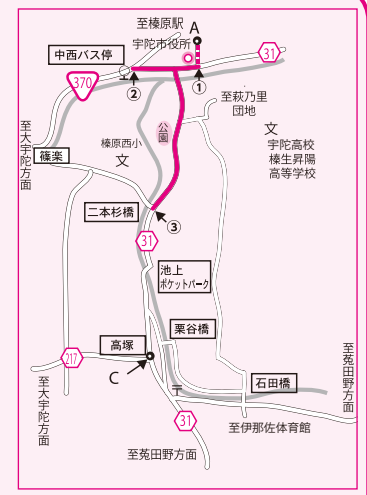 至榛原駅
A
宇陀市役所
31
中西バス停
370
①
②
至萩乃里
団地
文
宇陀高校
榛生昇陽
高等学校
公園
榛原西小
文
至大宇陀方面
篠楽
二本杉橋
③
31
池上
ポケットパーク
栗谷橋
高塚
217
C
石田橋
至菟田野方面
至大宇陀方面
〒
31
至伊那佐体育館
至菟田野方面